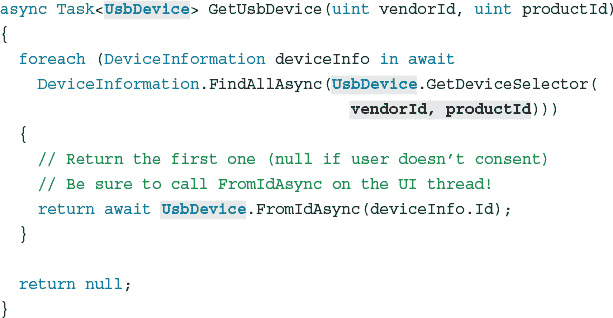 async Task<UsbDevice> GetUsbDevice(uint vendorId, uint productId)
{
  foreach (DeviceInformation deviceInfo in await
    DeviceInformation.FindAllAsync(UsbDevice.GetDeviceSelector(
                                   vendorId, productId)))
  {
    // Return the first one (null if user doesn’t consent)
    // Be sure to call FromIdAsync on the UI thread!
    return await UsbDevice.FromIdAsync(deviceInfo.Id);
  }

  return null;
}